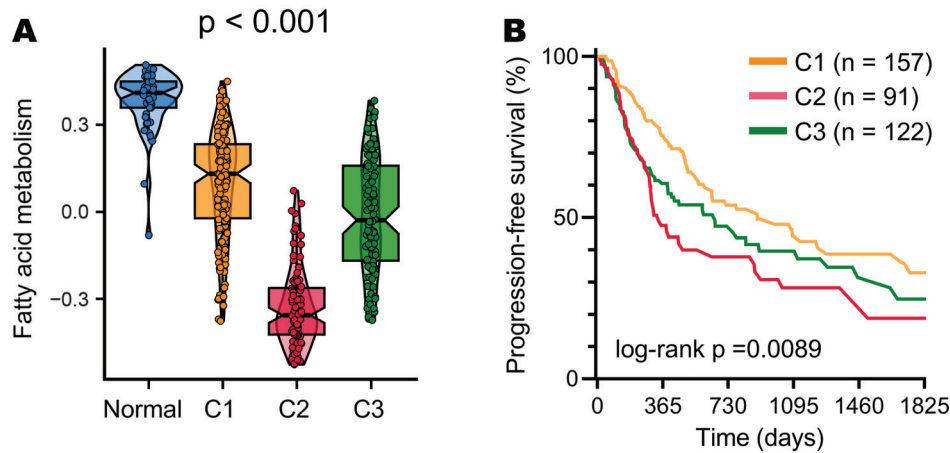 A
p < 0.001
Fatty acid metabolism
0.3
0.0
−0.3
Normal
C1
C2
C3
B
Progression-free survival (%)
100
50
0
C1 (n = 157)
C2 (n = 91)
C3 (n = 122)
log-rank p =0.0089
0
365
730
1095
1460
1825
Time (days)